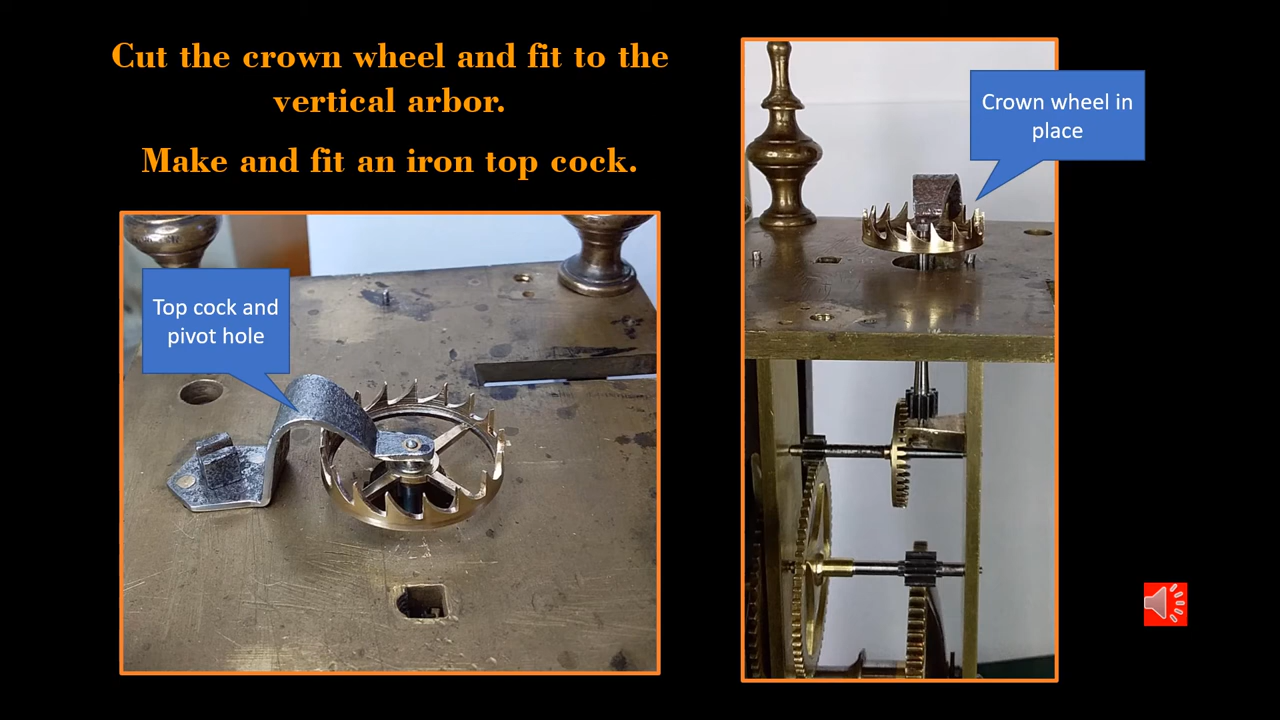 Cut the crown wheel and fit to the
vertical arbor.
Make and fit an iron top cock.
Top cock and
pivot hole
Crown wheel in
place